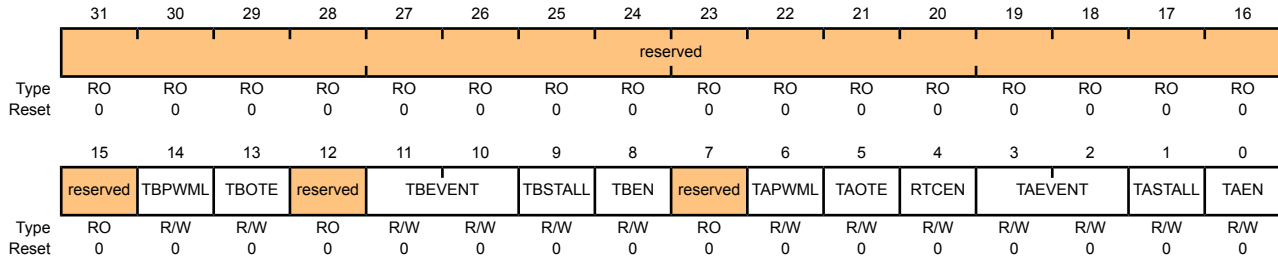 31 30 29 28 27 26 25 24 23 22 21 20 19 18 17 16
reserved
Type RO RO RO RO RO RO RO RO RO RO RO RO RO RO RO RO
Reset 0 0 0 0 0 0 0 0 0 0 0 0 0 0 0 0
15 14 13 12 11 10 9 8 7 6 5 4 3 2 1 0
reserved TBPWML TBOTE reserved TBEVENT TBSTALL TBEN reserved TAPWML TAOTE RTCEN TAEVENT TASTALL TAEN
Type RO R/W R/W RO R/W R/W R/W R/W RO R/W R/W R/W R/W R/W R/W R/W
Reset 0 0 0 0 0 0 0 0 0 0 0 0 0 0 0 0